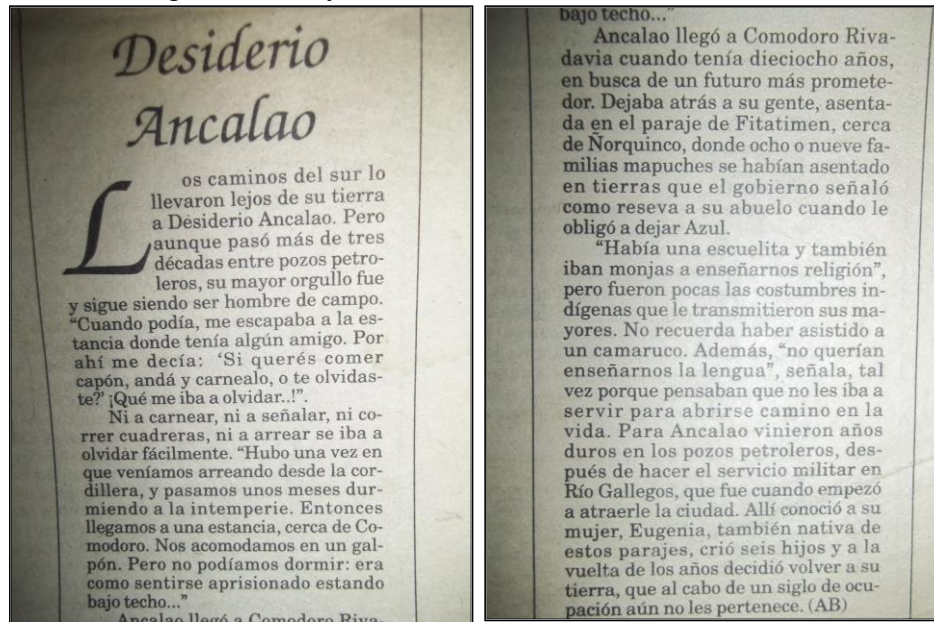 Desiderio
Ancalao
Los caminos del sur lo
llevaron lejos de su tierra
a Desiderio Ancalao. Pero
aunque pasó más de tres
décadas entre pozos petro-
leros, su mayor orgullo fue
y sigue siendo ser hombre de campo.
“Cuando podía, me escapaba a la es-
tancia donde tenía algún amigo. Por
ahí me decía: ‘Si querés comer
capón, andá y carnealo, o te olvidas-
te?’ ¡Qué me iba a olvidar..!”.
Ni a carnear, ni a señalar, ni co-
rrer cuadreras, ni a arrear se iba a
olvidar fácilmente. “Hubo una vez en
que veníamos arreando desde la cor-
dillera, y pasamos unos meses dur-
miendo a la intemperie. Entonces
llegamos a una estancia, cerca de Co-
modoro. Nos acomodamos en un gal-
pón. Pero no podíamos dormir: era
como sentirse aprisionado estando
bajo techo...”
Ancalao llegó a Comodoro Riva-
bajo techo...”
Ancalao llegó a Comodoro Riva-
davia cuando tenía dieciocho años,
en busca de un futuro más promete-
dor. Dejaba atrás a su gente, asenta-
da en el paraje de Fitatimen, cerca
de Ñorquinco, donde ocho o nueve fa-
milias mapuches se habían asentado
en tierras que el gobierno señaló
como reserva a su abuelo cuando le
obligó a dejar Azul.
“Había una escuelita y también
iban monjas a enseñarnos religión”,
pero fueron pocas las costumbres in-
dígenas que le transmitieron sus ma-
yores. No recuerda haber asistido a
un camaruco. Además, “no querían
enseñarnos la lengua”, señala, tal
vez porque pensaban que no les iba a
servir para abrirse camino en la
vida. Para Ancalao vinieron años
duros en los pozos petroleros, des-
pués de hacer el servicio militar en
Río Gallegos, que fue cuando empezó
a atraerle la ciudad. Allí conoció a su
mujer, Eugenia, también nativa de
estos parajes, crió seis hijos y a la
vuelta de los años decidió volver a su
tierra, que al cabo de un siglo de ocu-
pación aún no les pertenece. (AB)